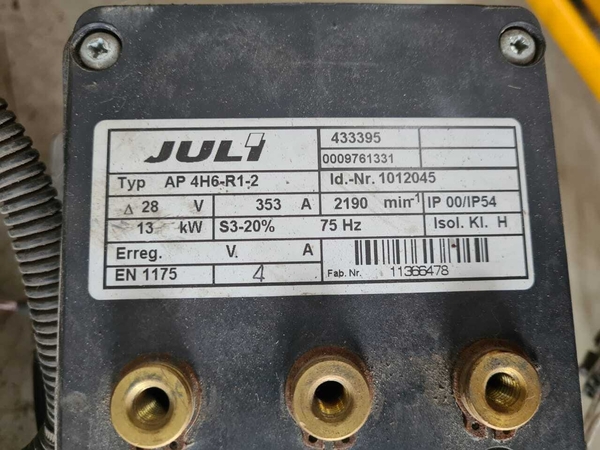 JULI 433395
0009761331
Typ AP 4H6-R1-2 Id.-Nr. 1012045
Δ 28 V 353 A 2190 min-1 IP 00/IP54
13 kW S3-20% 75 Hz Isol. Kl. H
Erreg. V A
EN 1175 4 Fab. Nr. 11366478